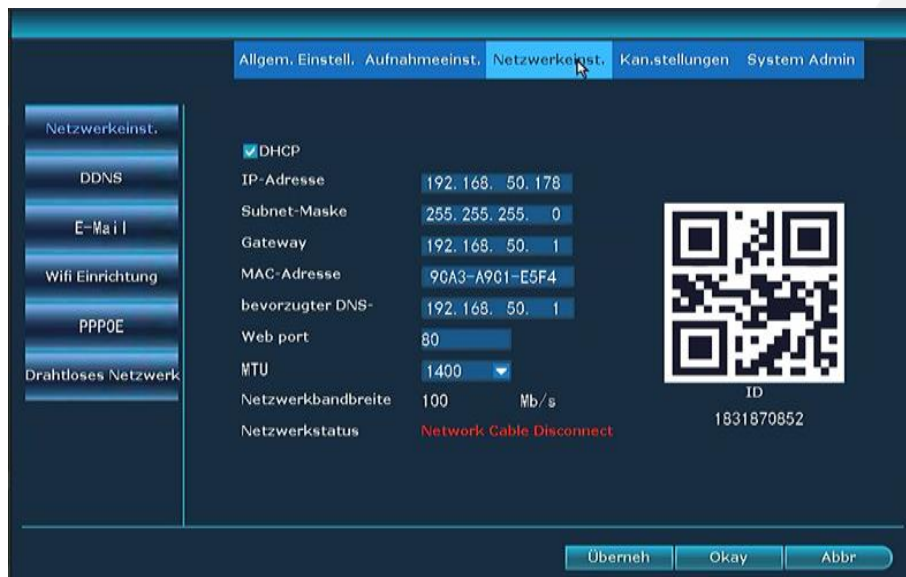 Allgem. Einstell. Aufnahmeeinst. Netzwerkeinst. Kan.stellungen System Admin
Netzwerkeinst.
DDNS
E-Mail
Wifi Einrichtung
PPPOE
Drahtloses Netzwerk
DHCP
IP-Adresse 192.168. 50.178
Subnet-Maske 255.255.255. 0
Gateway 192.168. 50. 1
MAC-Adresse 9CA3-A9C1-E5F4
bevorzugter DNS- 192.168. 50. 1
Web port 80
MTU 1400
Netzwerkbandbreite 100 Mb/s
Netzwerkstatus Network Cable Disconnect
ID
1831870852
Überneh Okay Abbr